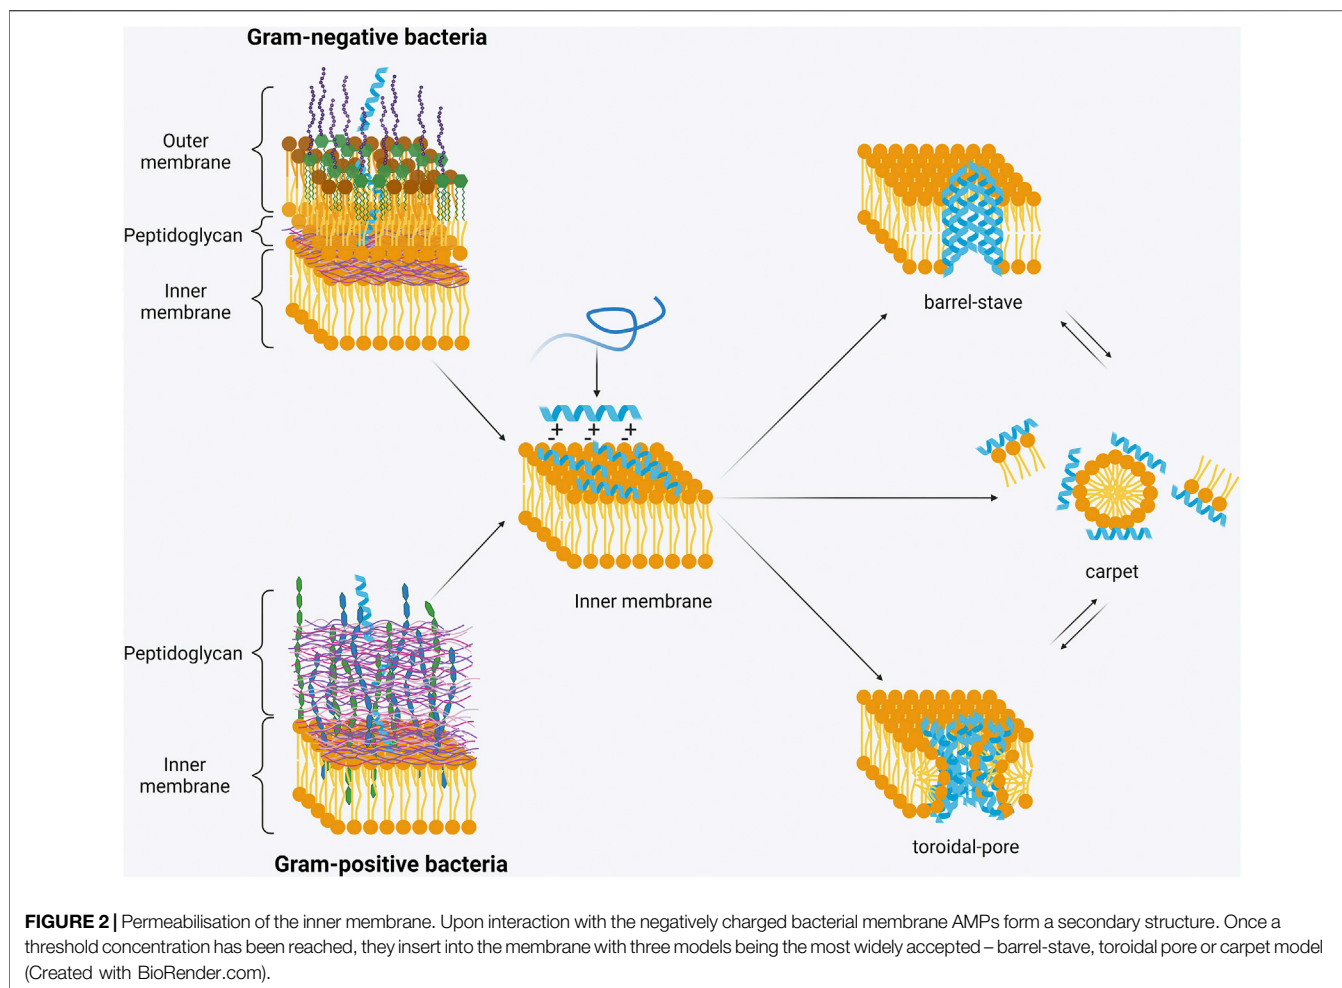 Gram-negative bacteria
Outer
membrane
Peptidoglycan
Inner
membrane
barrel-stave
+ + +
- - -
Inner membrane
carpet
Peptidoglycan
Inner
membrane
toroidal-pore
Gram-positive bacteria
FIGURE 2 | Permeabilisation of the inner membrane. Upon interaction with the negatively charged bacterial membrane AMPs form a secondary structure. Once a
threshold concentration has been reached, they insert into the membrane with three models being the most widely accepted – barrel-stave, toroidal pore or carpet model
(Created with BioRender.com).